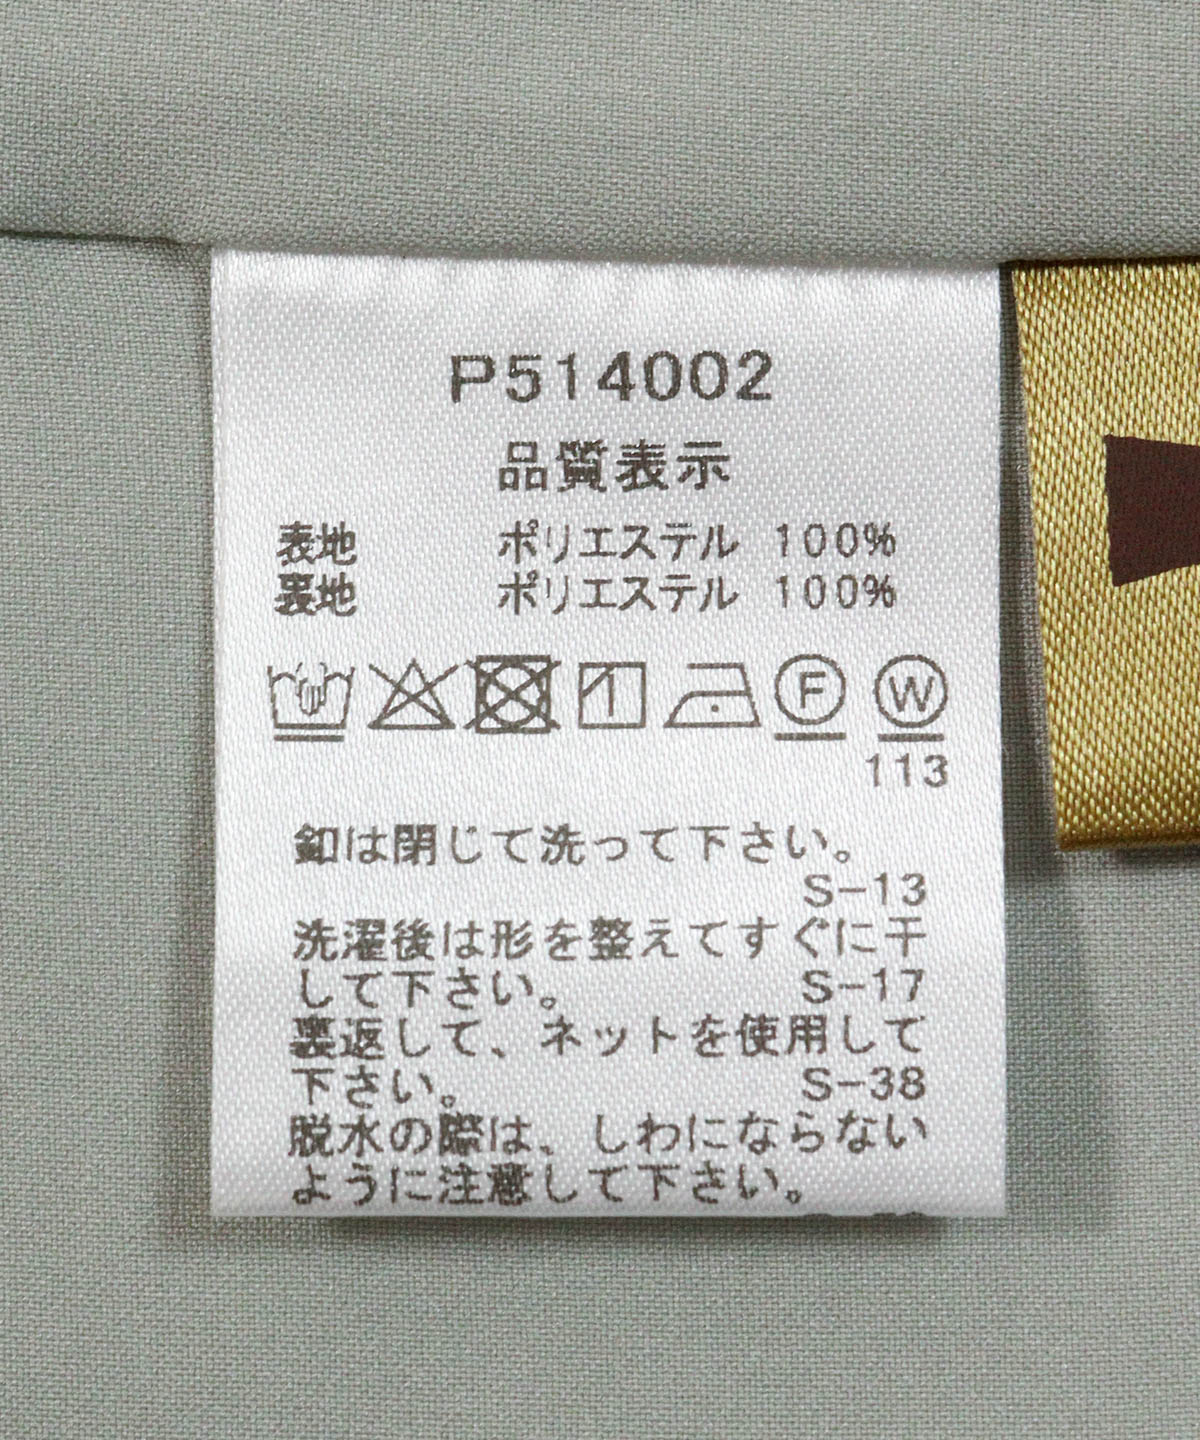 P514002
品質表示
表地 ポリエステル 100%
裏地 ポリエステル 100%
1
F W
113
釦は閉じて洗って下さい。
S-13
洗濯後は形を整えてすぐに干
して下さい。 S-17
裏返して、ネットを使用して
下さい。 S-38
脱水の際は、しわにならない
ように注意して下さい。